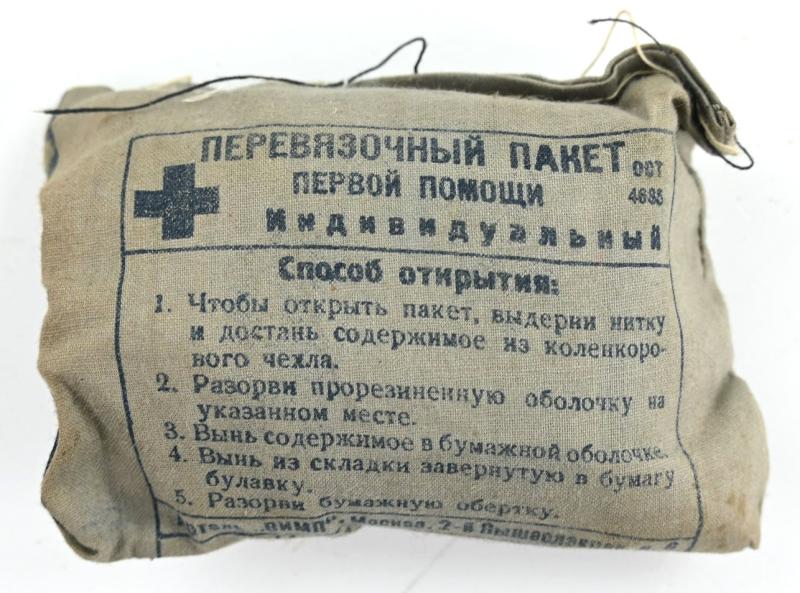 ПЕРЕВЯЗОЧНЫЙ ПАКЕТ ОСТ
ПЕРВОЙ ПОМОЩИ 4635
Индивидуальный
Способ открытия:
1. Чтобы открыть пакет, выдерни нитку
и достань содержимое из коленкоро-
вого чехла.
2. Разорви прорезиненную оболочку на
указанном месте.
3. Вынь содержимое в бумажной оболочке.
4. Вынь из складки завернутую в бумагу
булавку.
5. Разорви бумажную обертку.
Москва, 2-я